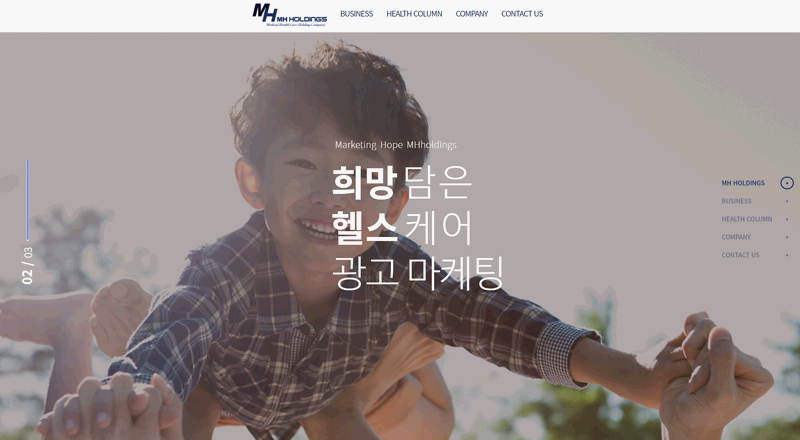 MH MH HOLDINGS
Medical Health Care Holding Company
BUSINESS HEALTH COLUMN COMPANY CONTACT US
Marketing Hope MHholdings
희망 담은
헬스 케어
광고 마케팅
02 / 03
MH HOLDINGS
BUSINESS
HEALTH COLUMN
COMPANY
CONTACT US